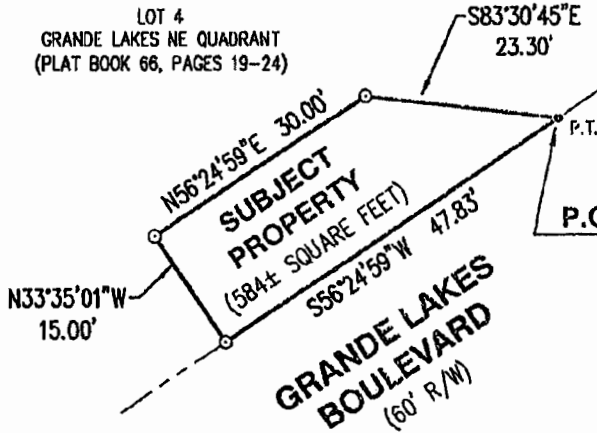 LOT 4
GRANDE LAKES NE QUADRANT
(PLAT BOOK 66, PAGES 19-24)
S83°30'45"E
23.30'
N56°24'59"E 30.00'
P.T.
SUBJECT
PROPERTY
(584± SQUARE FEET)
P.O
S56°24'59"W 47.83'
N33°35'01"W
15.00'
GRANDE LAKES
BOULEVARD
(60' R/W)